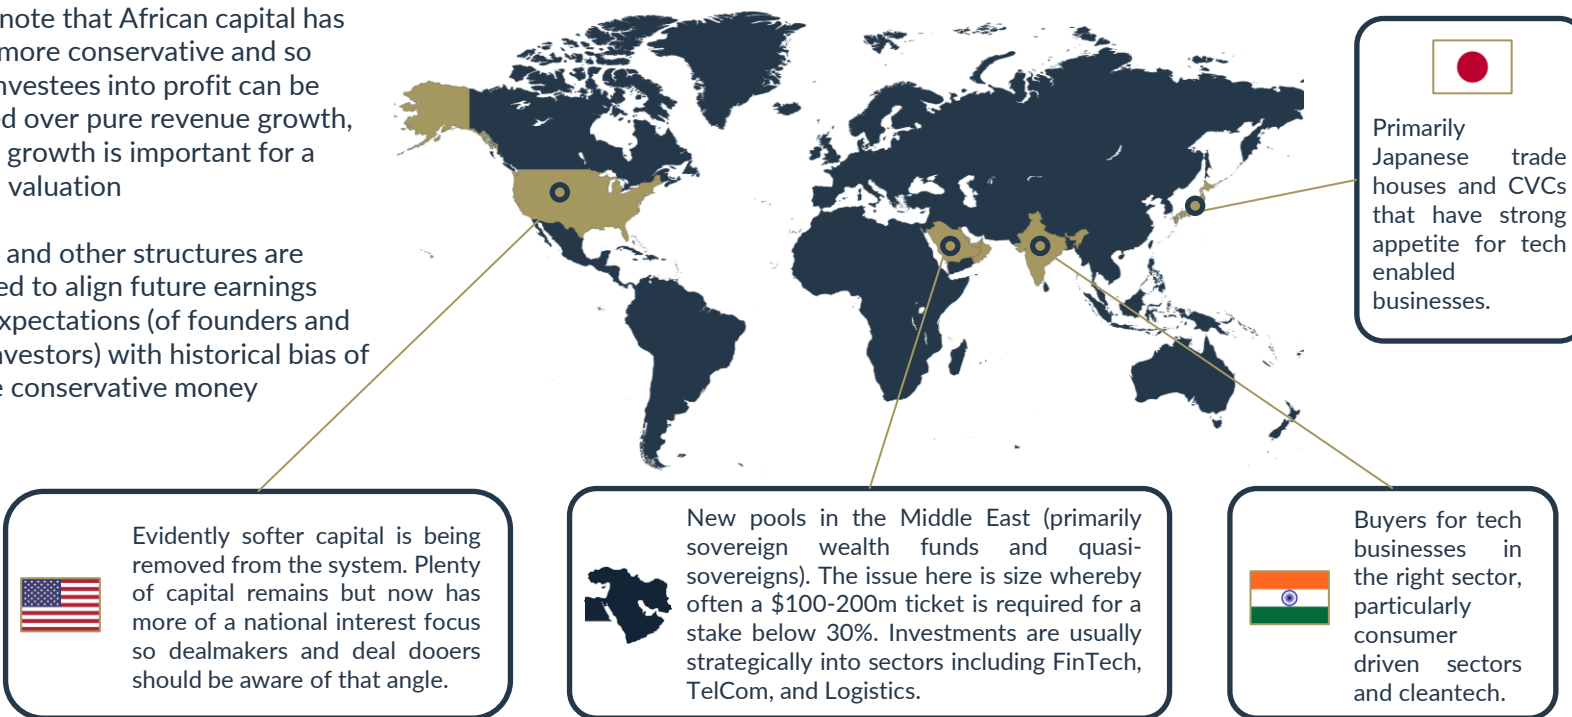 note that African capital has
more conservative and so
nvestees into profit can be
ed over pure revenue growth,
growth is important for a
valuation
and other structures are
ed to align future earnings
xpectations (of founders and
nvestors) with historical bias of
e conservative money
Primarily
Japanese trade
houses and CVCs
that have strong
appetite for tech
enabled
businesses.
Evidently softer capital is being
removed from the system. Plenty
of capital remains but now has
more of a national interest focus
so dealmakers and deal dooers
should be aware of that angle.
New pools in the Middle East (primarily
sovereign wealth funds and quasi-
sovereigns). The issue here is size whereby
often a $100-200m ticket is required for a
stake below 30%. Investments are usually
strategically into sectors including FinTech,
TelCom, and Logistics.
Buyers for tech
businesses in
the right sector,
particularly
consumer
driven sectors
and cleantech.